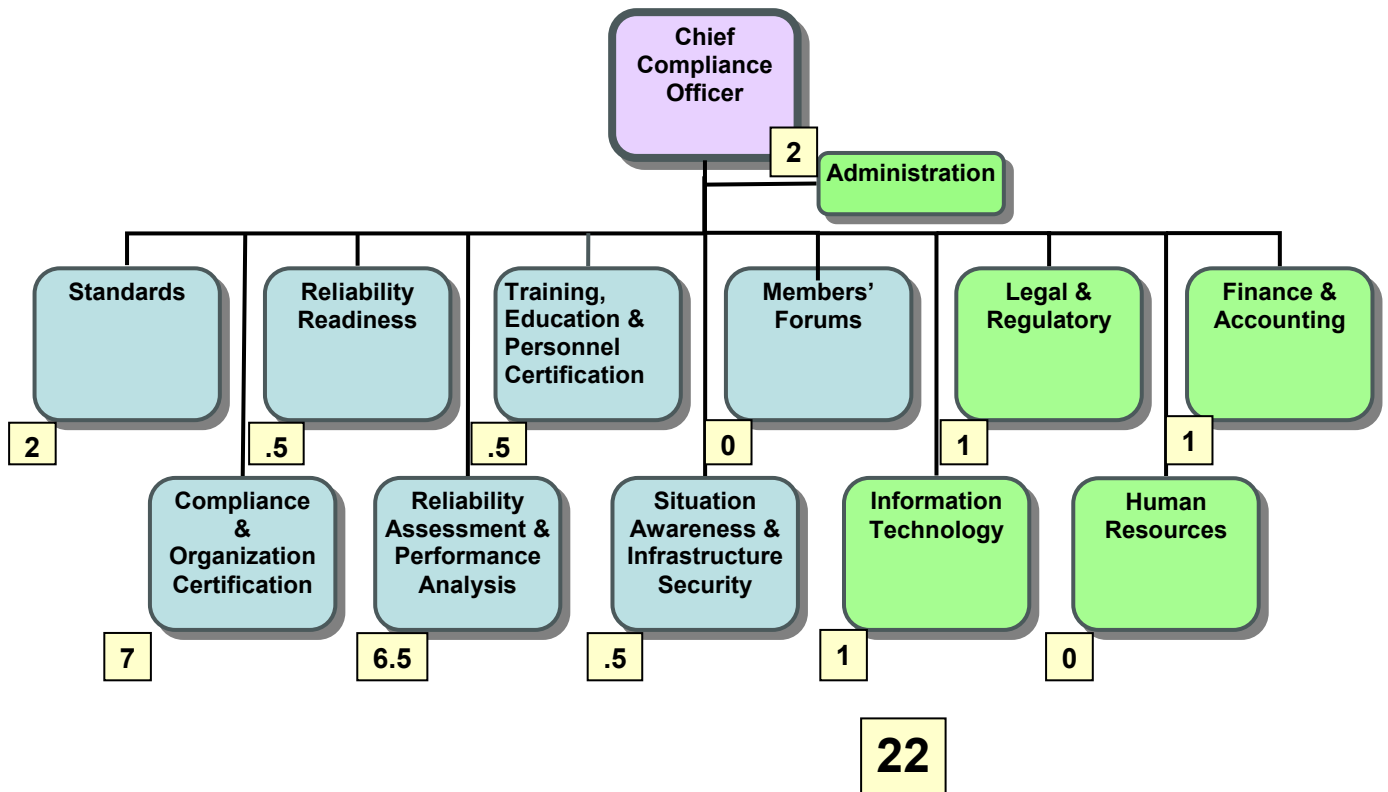 Chief
Compliance
Officer
2
Administration
Standards
Reliability
Readiness
Training,
Education &
Personnel
Certification
Members’
Forums
Legal &
Regulatory
Finance &
Accounting
2
.5
.5
0
1
1
Compliance
&
Organization
Certification
Reliability
Assessment &
Performance
Analysis
Situation
Awareness &
Infrastructure
Security
Information
Technology
Human
Resources
7
6.5
.5
1
0
22